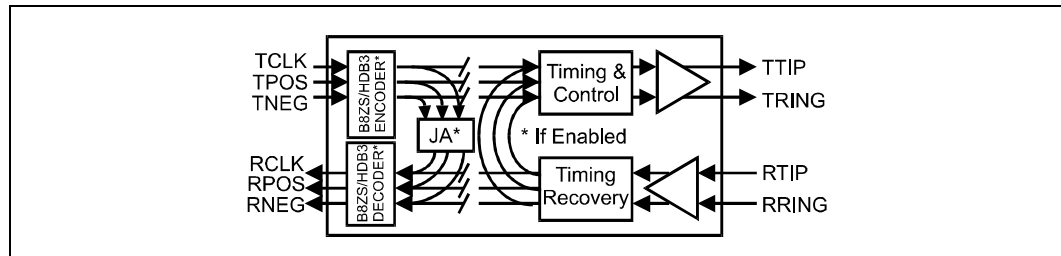 TCLK
TPOS
TNEG
B8ZS/HDB3
ENCODER*
JA*
Timing &
Control
TTIP
TRING
* If Enabled
RCLK
RPOS
RNEG
B8ZS/HDB3
DECODER*
Timing
Recovery
RTIP
RRING